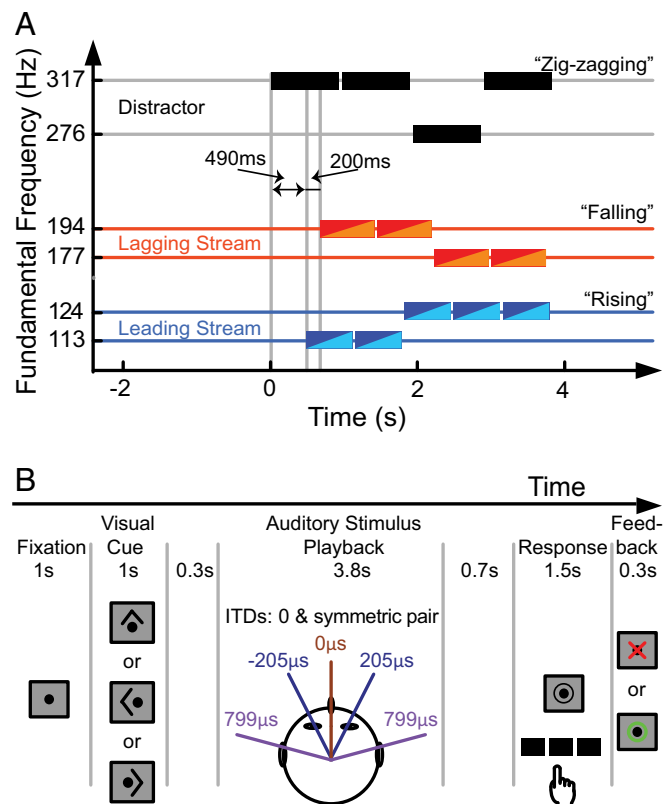 A
Fundamental Frequency (Hz)
317
276
194
177
124
113
"Zig-zagging"
Distractor
490ms
200ms
"Falling"
Lagging Stream
"Rising"
Leading Stream
-2
0
2
4
Time (s)
B
Time
Fixation
1s
Visual
Cue
1s
or
or
0.3s
Auditory Stimulus
Playback
3.8s
ITDs: 0 & symmetric pair
0µs
-205µs
205µs
799µs
799µs
0.7s
Response
1.5s
Feed-
back
0.3s
or